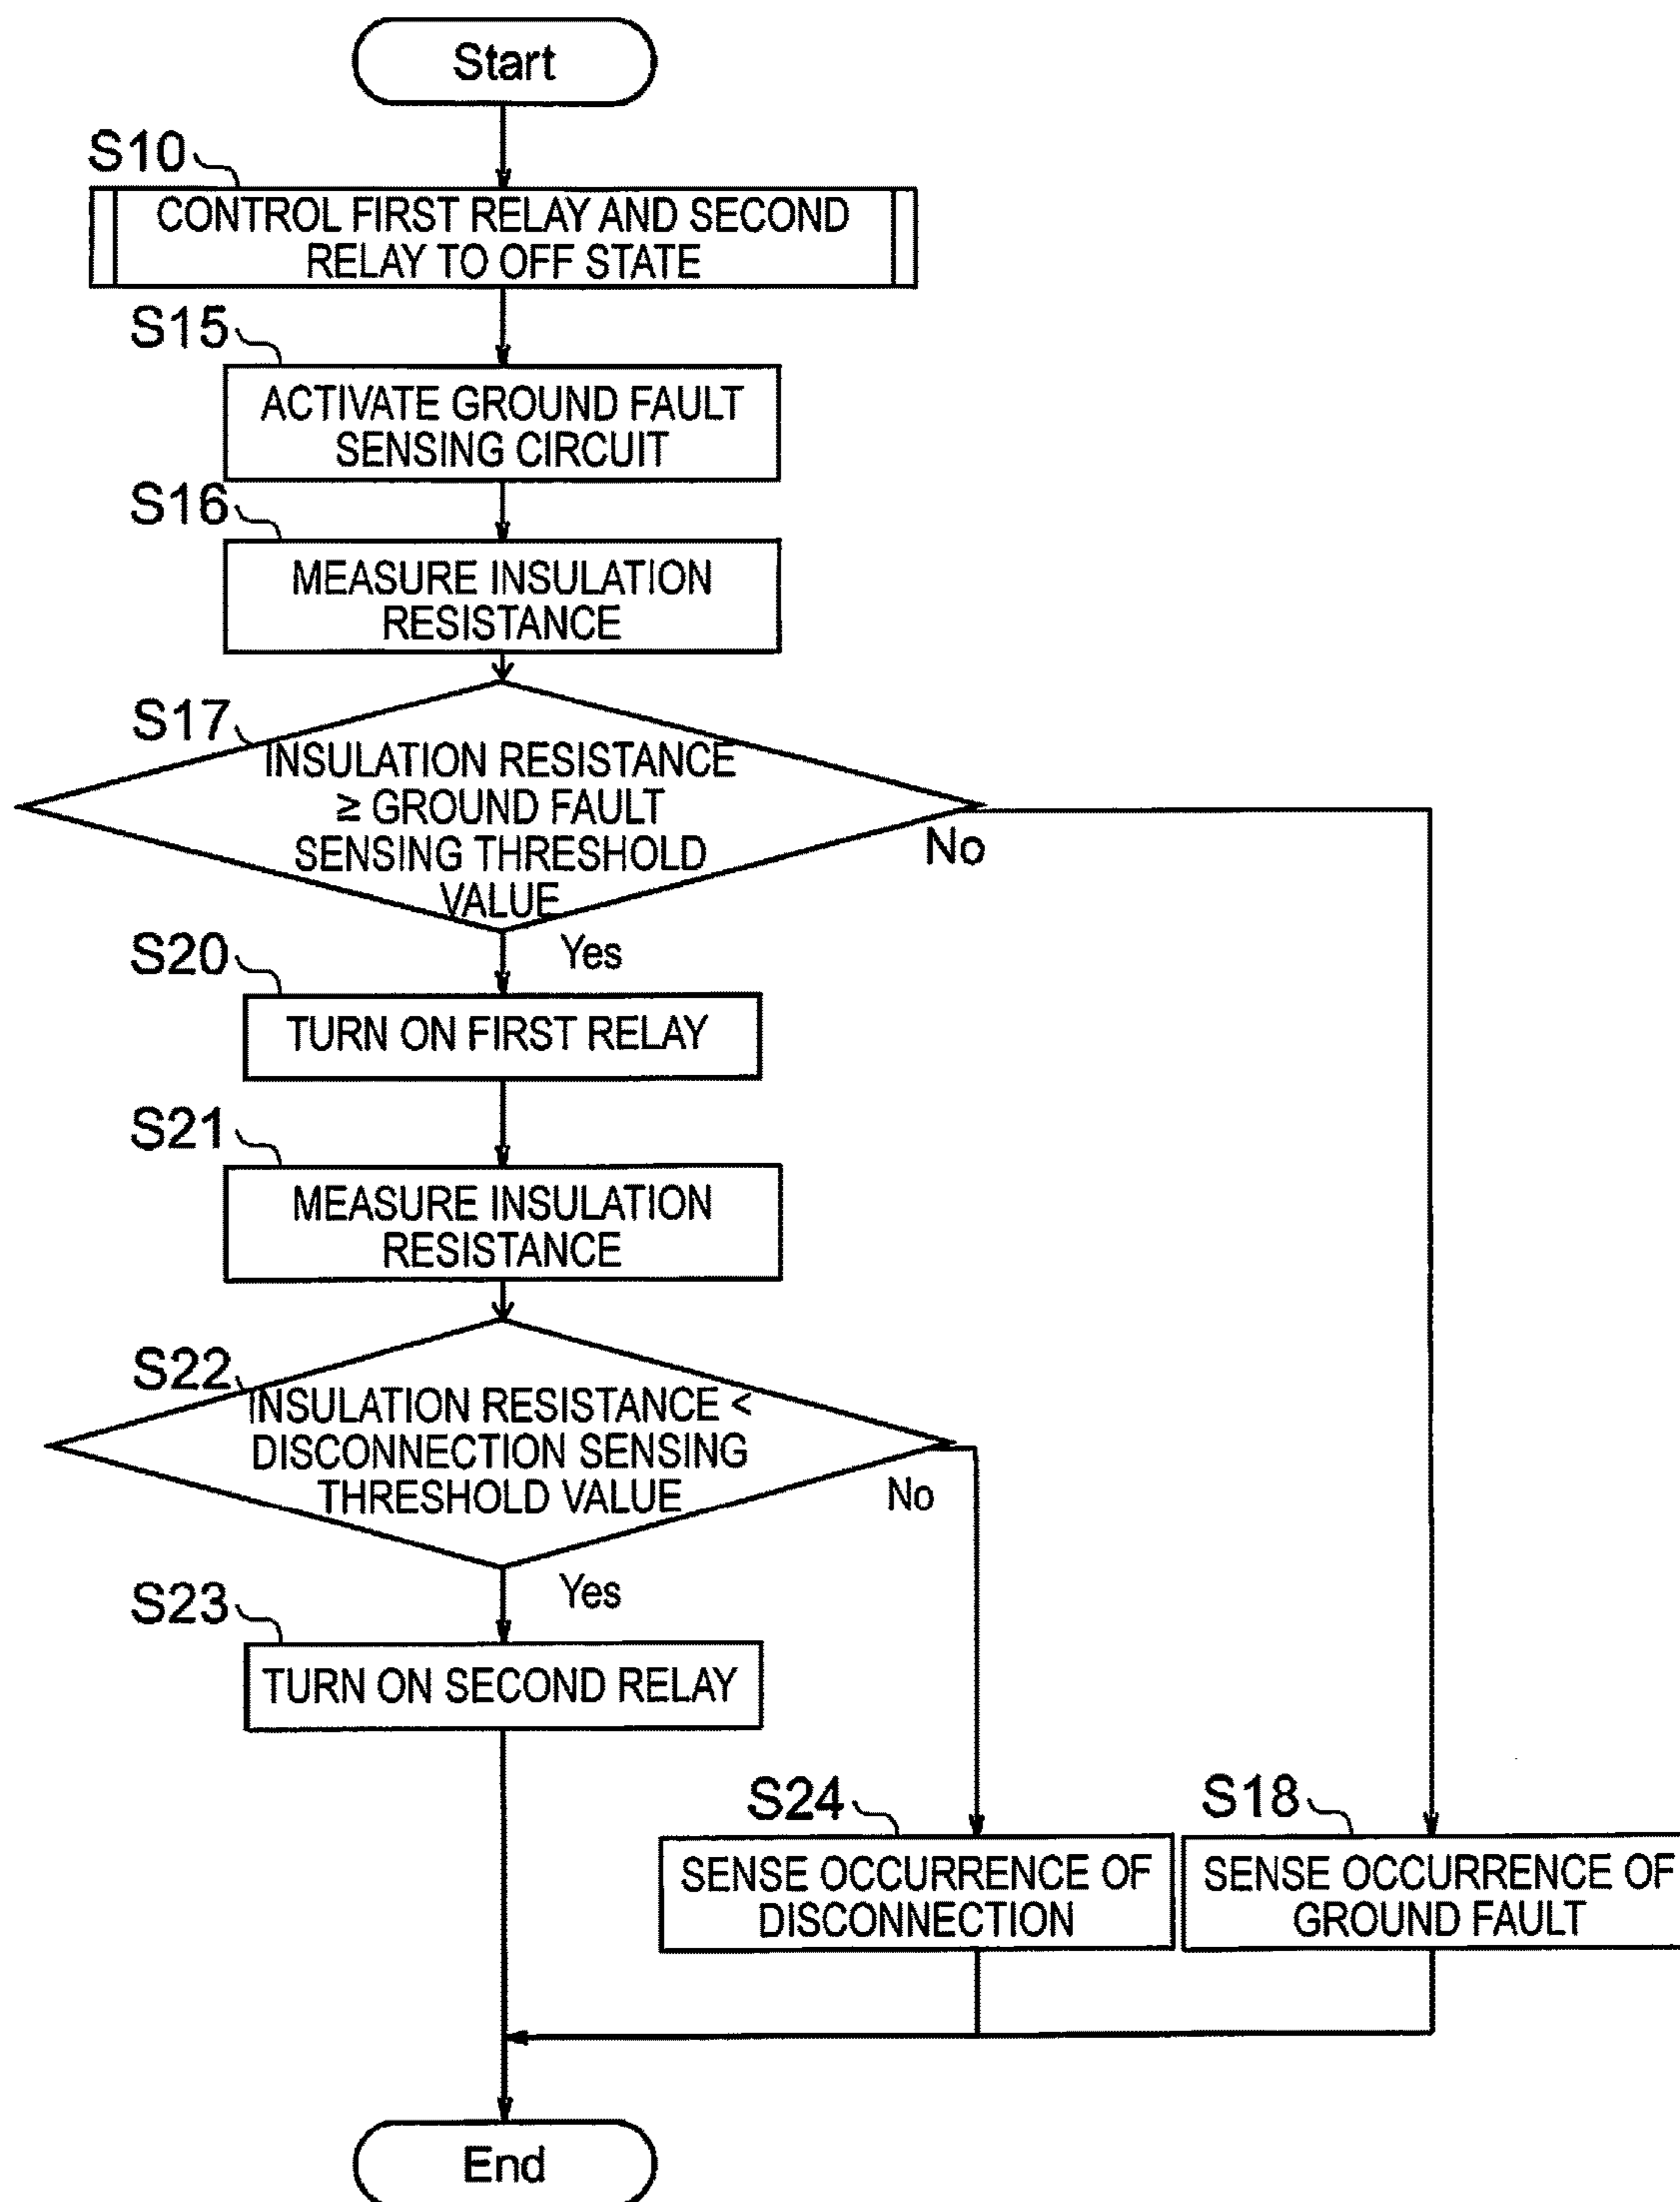 Start
S10
CONTROL FIRST RELAY AND SECOND
RELAY TO OFF STATE
S15
ACTIVATE GROUND FAULT
SENSING CIRCUIT
S16
MEASURE INSULATION
RESISTANCE
S17
INSULATION RESISTANCE
≥ GROUND FAULT
SENSING THRESHOLD
VALUE
No
Yes
S20
TURN ON FIRST RELAY
S21
MEASURE INSULATION
RESISTANCE
S22
INSULATION RESISTANCE <
DISCONNECTION SENSING
THRESHOLD VALUE
No
Yes
S23
TURN ON SECOND RELAY
S24
SENSE OCCURRENCE OF
DISCONNECTION
S18
SENSE OCCURRENCE OF
GROUND FAULT
End